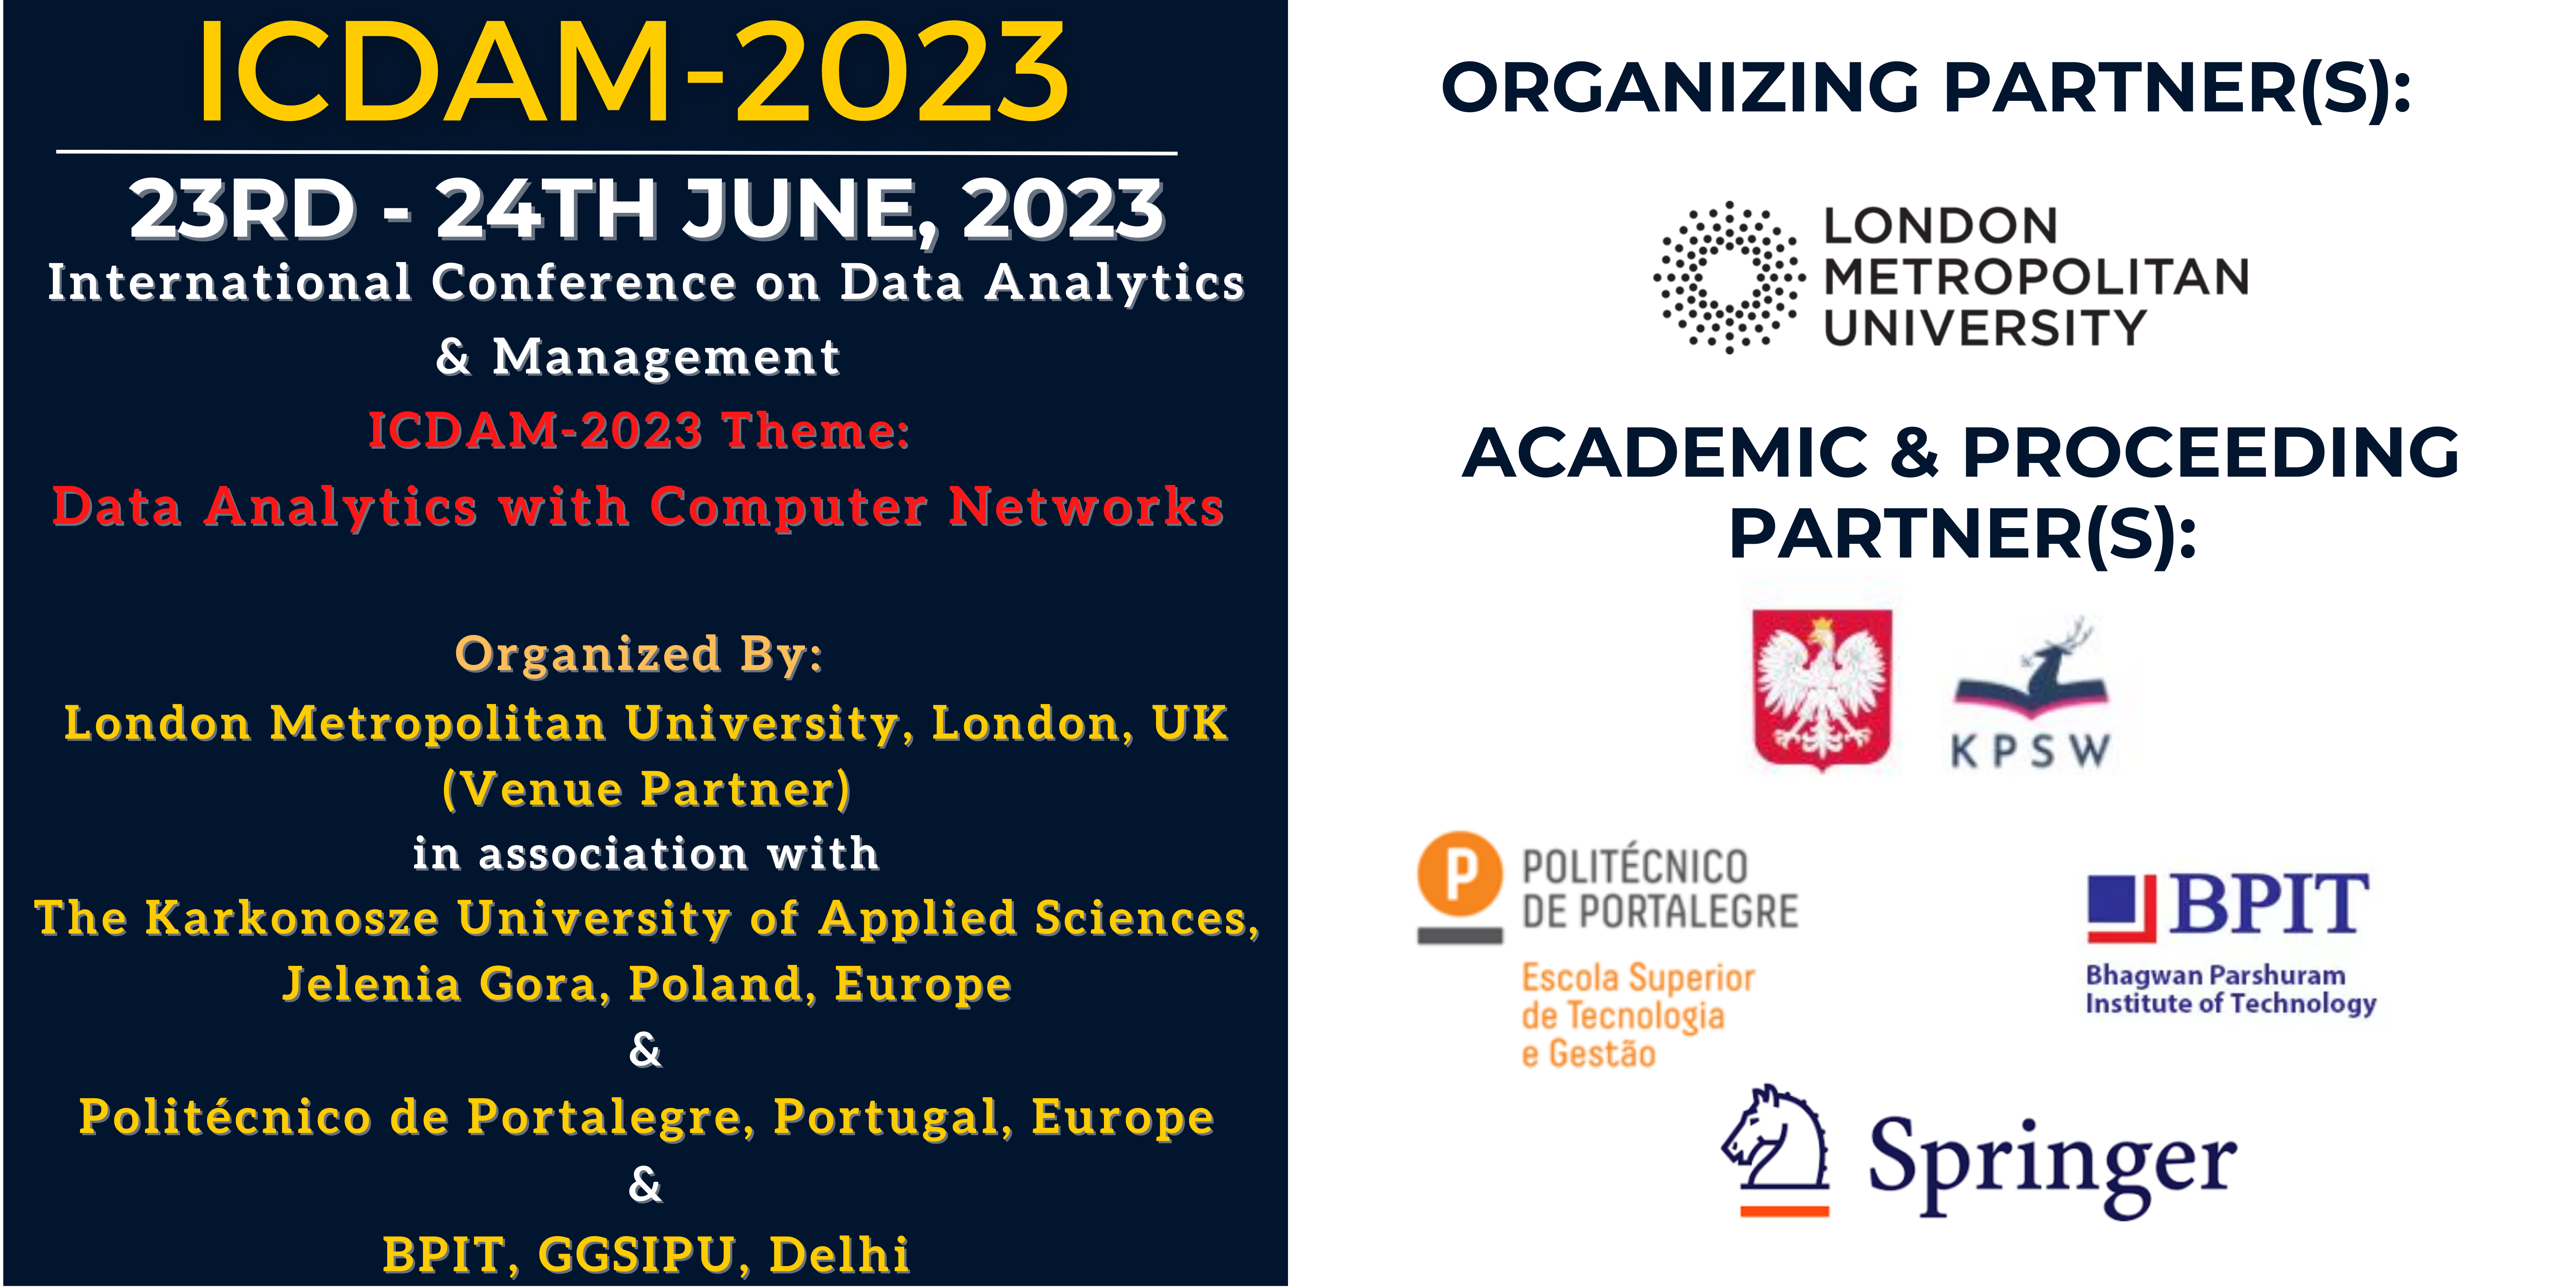 ICDAM-2023
23RD - 24TH JUNE, 2023
International Conference on Data Analytics
& Management
ICDAM-2023 Theme:
Data Analytics with Computer Networks
Organized By:
London Metropolitan University, London, UK
(Venue Partner)
in association with
The Karkonosze University of Applied Sciences,
Jelenia Gora, Poland, Europe
&
Politécnico de Portalegre, Portugal, Europe
&
BPIT, GGSIPU, Delhi
ORGANIZING PARTNER(S):
LONDON
METROPOLITAN
UNIVERSITY
ACADEMIC & PROCEEDING
PARTNER(S):
KPSW
P
POLITÉCNICO
DE PORTALEGRE
Escola Superior
de Tecnologia
e Gestão
BPIT
Bhagwan Parshuram
Institute of Technology
Springer